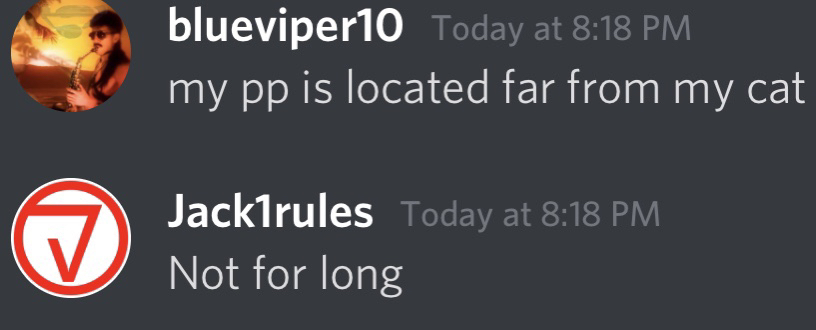 blueviper10 Today at 8:18 PM
my pp is located far from my cat
Jack1rules Today at 8:18 PM
Not for long